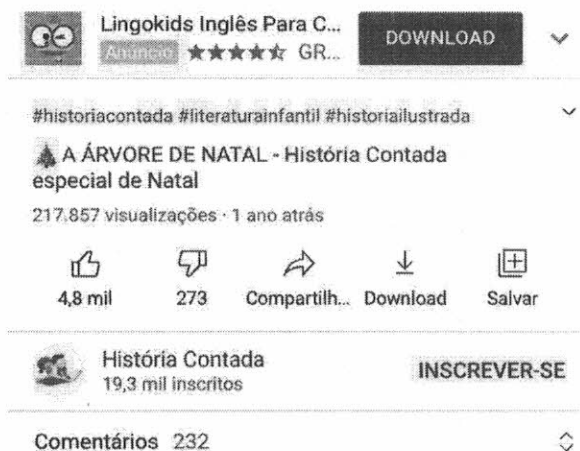 Lingokids Inglês Para C...
DOWNLOAD
Anúncio ★★★★☆ GR...
#historiacontada #literaturainfantil #historiailustrada
A ÁRVORE DE NATAL - História Contada
especial de Natal
217.857 visualizações · 1 ano atrás
4,8 mil 273 Compartilh... Download Salvar
História Contada
INSCREVER-SE
19,3 mil inscritos
Comentários 232